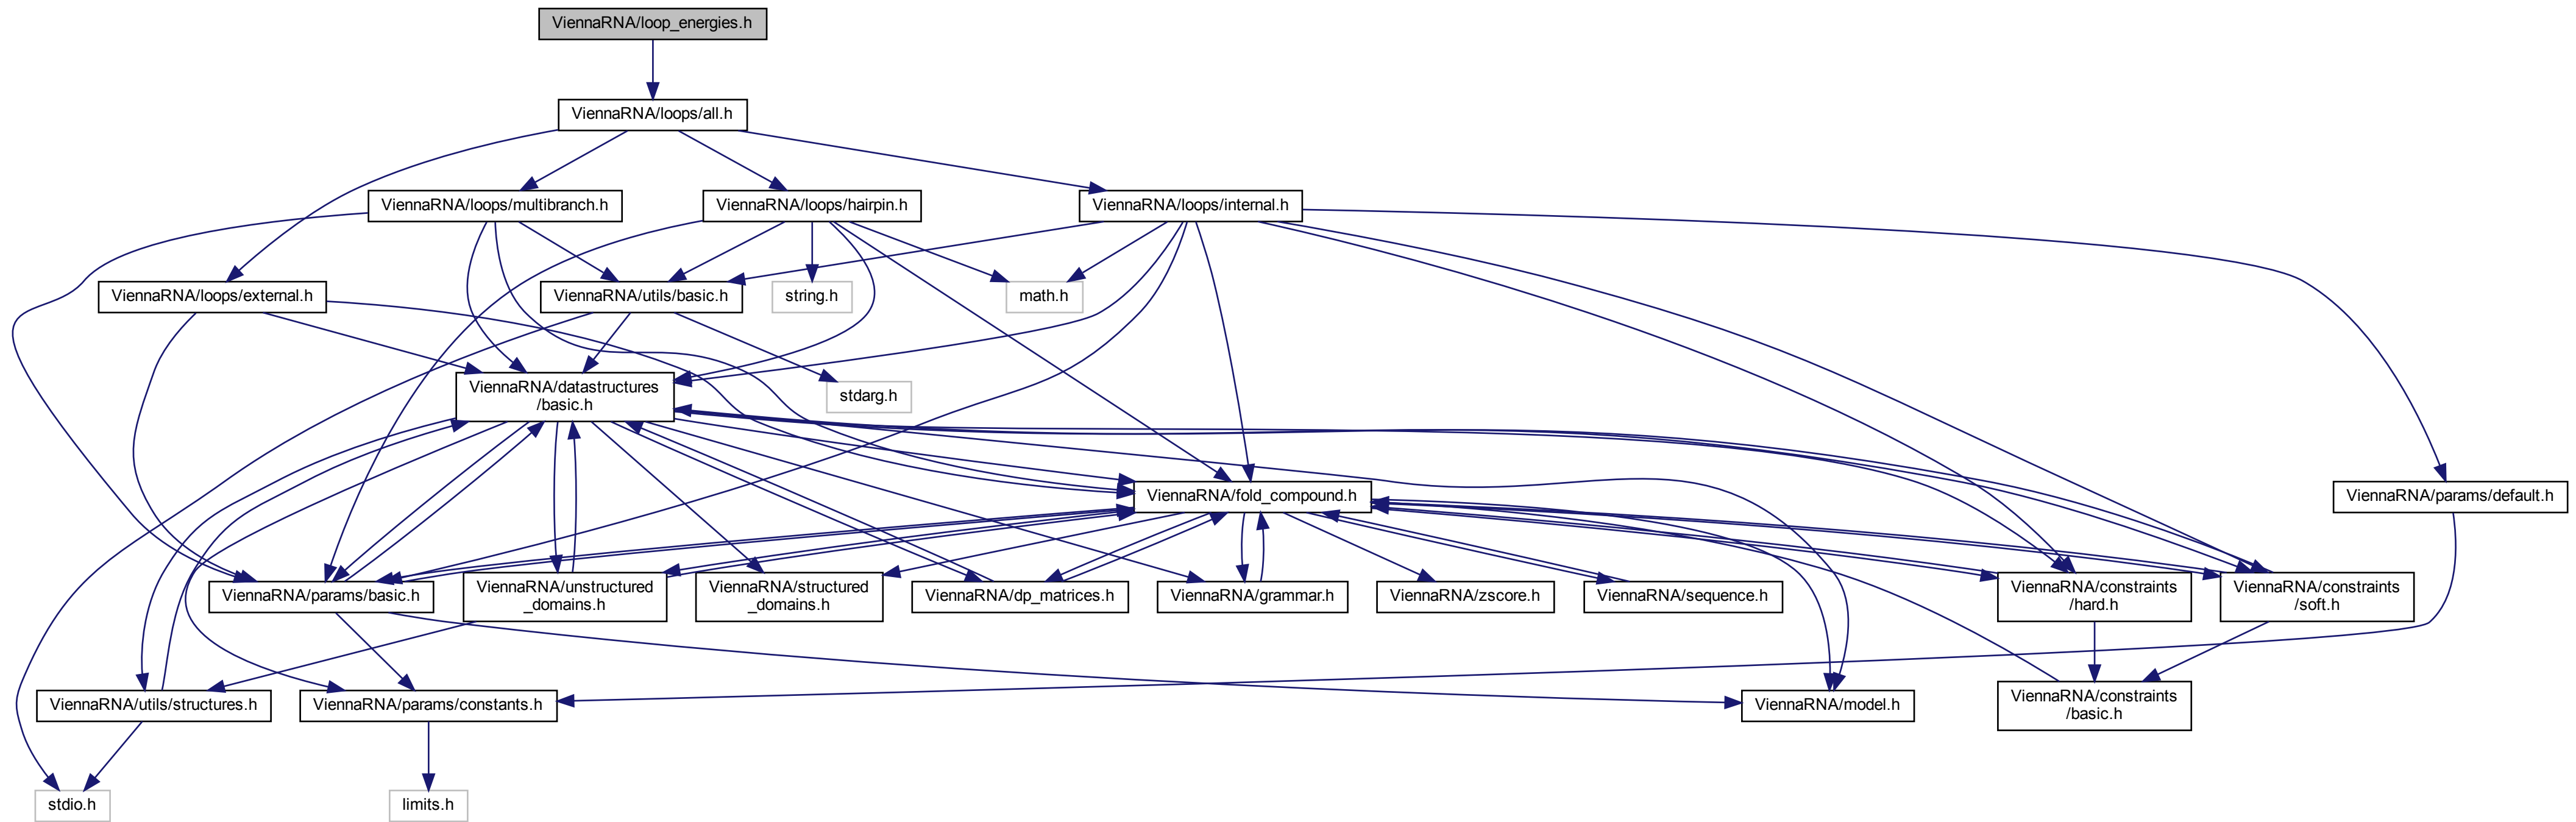 ViennaRNA/loop_energies.h
ViennaRNA/loops/all.h
ViennaRNA/loops/multibranch.h
ViennaRNA/loops/hairpin.h
ViennaRNA/loops/internal.h
ViennaRNA/loops/external.h
ViennaRNA/utils/basic.h
string.h
math.h
ViennaRNA/datastructures
/basic.h
stdarg.h
ViennaRNA/fold_compound.h
ViennaRNA/params/default.h
ViennaRNA/params/basic.h
ViennaRNA/unstructured
_domains.h
ViennaRNA/structured
_domains.h
ViennaRNA/dp_matrices.h
ViennaRNA/grammar.h
ViennaRNA/zscore.h
ViennaRNA/sequence.h
ViennaRNA/constraints
/hard.h
ViennaRNA/constraints
/soft.h
ViennaRNA/utils/structures.h
ViennaRNA/params/constants.h
ViennaRNA/model.h
ViennaRNA/constraints
/basic.h
stdio.h
limits.h